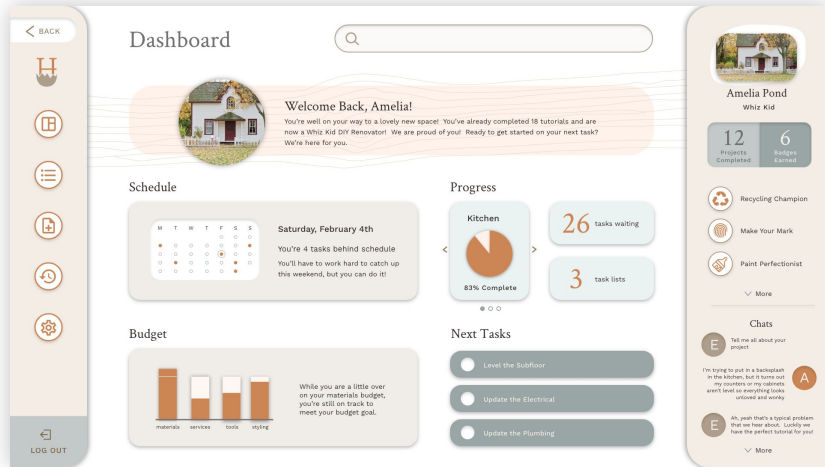 BACK
LOG OUT
Dashboard
Welcome Back, Amelia!
You're well on your way to a lovely new space! You've already completed 18 tutorials and are
now a Whiz Kid DIY Renovator! We are proud of you! Ready to get started on your next task?
We're here for you.
Schedule
M T W T F S S
Saturday, February 4th
You're 4 tasks behind schedule
You'll have to work hard to catch up
this weekend, but you can do it!
Progress
Kitchen
83% Complete
26 tasks waiting
3 task lists
Budget
materials services tools styling
While you are a little over
on your materials budget,
you're still on track to
meet your budget goal.
Next Tasks
Level the Subfloor
Update the Electrical
Update the Plumbing
Amelia Pond
Whiz Kid
12
Projects
Completed
6
Badges
Earned
Recycling Champion
Make Your Mark
Paint Perfectionist
More
Chats
E
Tell me all about your
project
I'm trying to put in a backsplash
in the kitchen, but it turns out
my counters or my cabinets
aren't level so everything looks
unloved and wonky
A
E
Ah, yeah that's a typical problem
that we hear about. Luckily we
have the perfect tutorial for you!
More